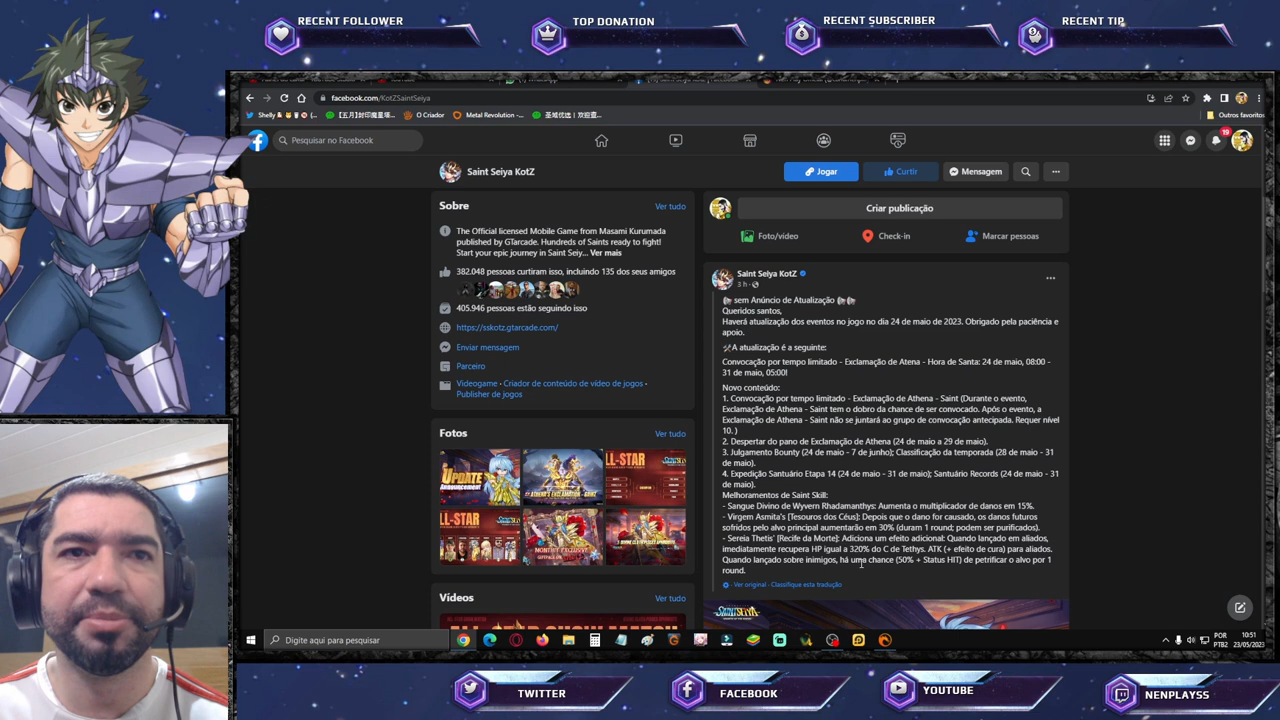 RECENT FOLLOWER
TOP DONATION
RECENT SUBSCRIBER
RECENT TIP
facebook.com/KotZSaintSeiya
O Criador
Metal Revolution -...
Outros favoritos
Pesquisar no Facebook
19
Saint Seiya KotZ
Jogar
Curtir
Mensagem
Sobre
Ver tudo
The Official licensed Mobile Game from Masami Kurumada
published by GTarcade. Hundreds of Saints ready to fight!
Start your epic journey in Saint Seiy... Ver mais
382.048 pessoas curtiram isso, incluindo 135 dos seus amigos
405.946 pessoas estão seguindo isso
https://sskotz.gtarcade.com/
Enviar mensagem
Parceiro
Videogame · Criador de conteúdo de vídeo de jogos ·
Publisher de jogos
Fotos
Ver tudo
Vídeos
Ver tudo
Criar publicação
Foto/vídeo
Check-in
Marcar pessoas
Saint Seiya KotZ
3 h ·
sem Anúncio de Atualização
Queridos santos,
Haverá atualização dos eventos no jogo no dia 24 de maio de 2023. Obrigado pela paciência e
apoio.
A atualização é a seguinte:
Convocação por tempo limitado - Exclamação de Atena - Hora de Santa: 24 de maio, 08:00 -
31 de maio, 05:00!
Novo conteúdo:
1. Convocação por tempo limitado - Exclamação de Athena - Saint (Durante o evento,
Exclamação de Athena - Saint tem o dobro da chance de ser convocado. Após o evento, a
Exclamação de Athena - Saint não se juntará ao grupo de convocação antecipada. Requer nível
10. )
2. Despertar do pano de Exclamação de Athena (24 de maio a 29 de maio).
3. Julgamento Bounty (24 de maio - 7 de junho); Classificação da temporada (28 de maio - 31
de maio).
4. Expedição Santuário Etapa 14 (24 de maio - 31 de maio); Santuário Records (24 de maio - 31
de maio).
Melhoramentos de Saint Skill:
- Sangue Divino de Wyvern Rhadamanthys: Aumenta o multiplicador de danos em 15%.
- Virgem Asmita's [Tesouros dos Céus]: Depois que o dano for causado, os danos futuros
sofridos pelo alvo principal aumentarão em 30% (duram 1 round; podem ser purificados).
- Sereia Thetis' [Recife da Morte]: Adiciona um efeito adicional: Quando lançado em aliados,
imediatamente recupera HP igual a 320% do C de Tethys. ATK (+ efeito de cura) para aliados.
Quando lançado sobre inimigos, há uma chance (50% + Status HIT) de petrificar o alvo por 1
round.
Ver original · Classifique esta tradução
Digite aqui para pesquisar
POR
PTB2
10:51
23/05/2023
TWITTER
FACEBOOK
YOUTUBE
NENPLAYSS